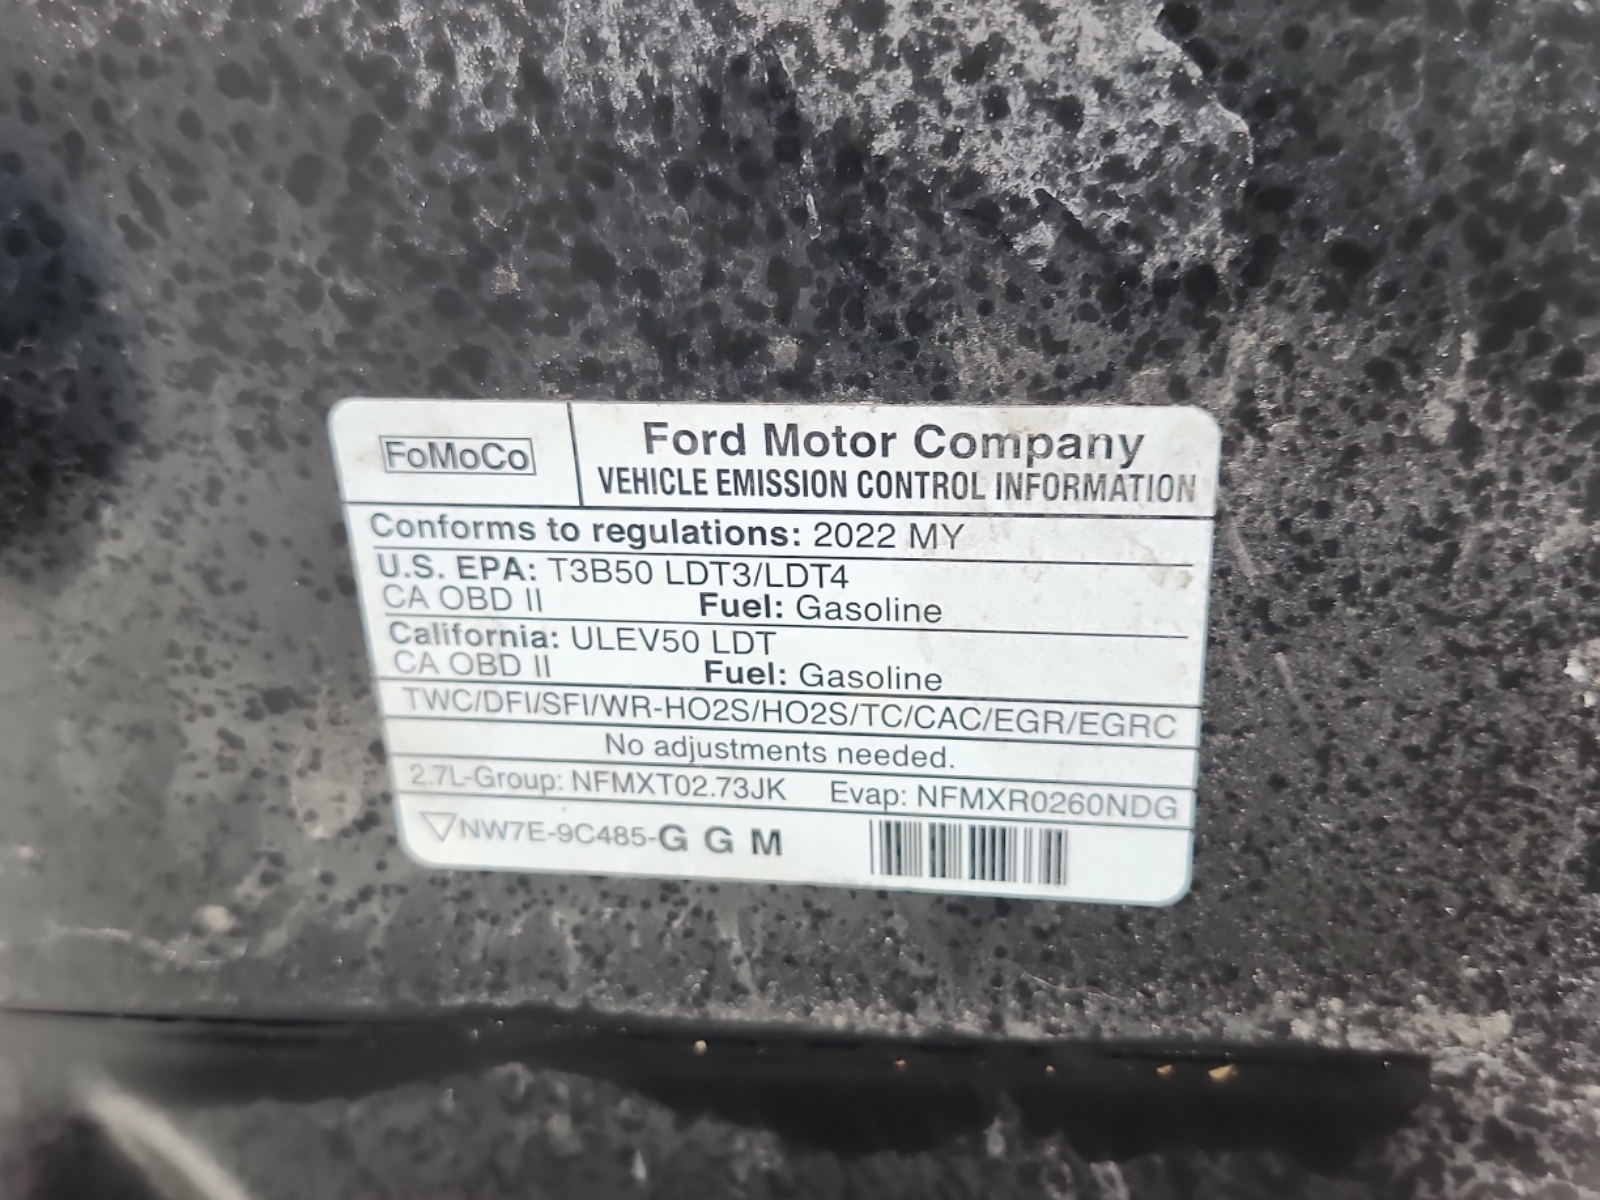 FoMoCo
Ford Motor Company
VEHICLE EMISSION CONTROL INFORMATION
Conforms to regulations: 2022 MY
U.S. EPA: T3B50 LDT3/LDT4
CA OBD II Fuel: Gasoline
California: ULEV50 LDT
CA OBD II Fuel: Gasoline
TWC/DFI/SFI/WR-HO2S/HO2S/TC/CAC/EGR/EGRC
No adjustments needed.
2.7L-Group: NFMXT02.73JK Evap: NFMXR0260NDG
NW7E-9C485-G G M